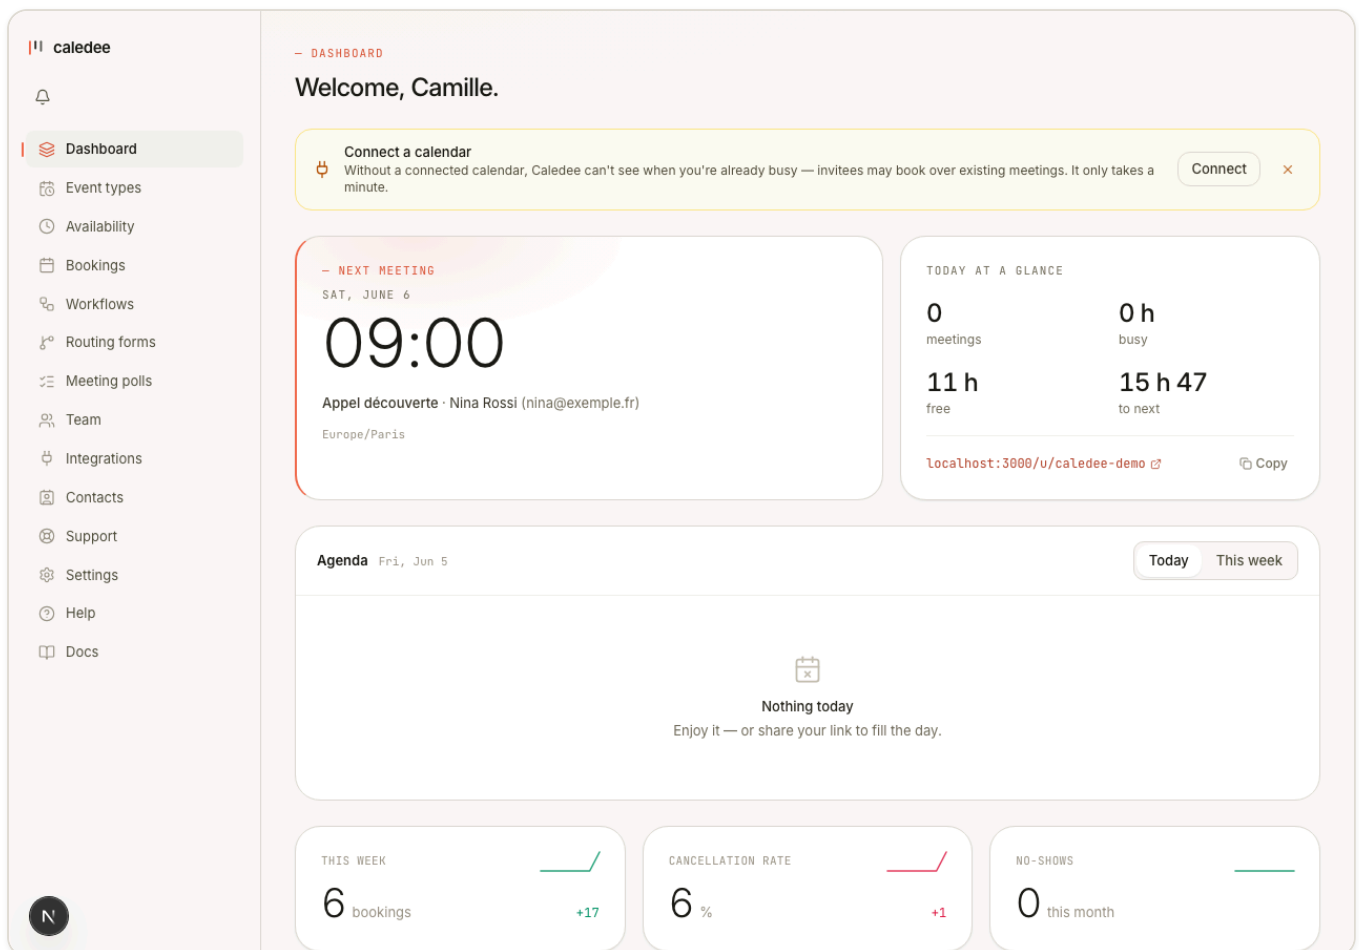 caledee
Dashboard
Event types
Availability
Bookings
Workflows
Routing forms
Meeting polls
Team
Integrations
Contacts
Support
Settings
Help
Docs
N
— DASHBOARD
Welcome, Camille.
Connect a calendar
Without a connected calendar, Caledee can't see when you're already busy — invitees may book over existing meetings. It only takes a
minute.
Connect
— NEXT MEETING
SAT, JUNE 6
09:00
Appel découverte · Nina Rossi (nina@exemple.fr)
Europe/Paris
TODAY AT A GLANCE
0 0 h
meetings busy
11 h 15 h 47
free to next
localhost:3000/u/caledee-demo Copy
Agenda Fri, Jun 5 Today This week
Nothing today
Enjoy it — or share your link to fill the day.
THIS WEEK
6 bookings +17
CANCELLATION RATE
6 % +1
NO-SHOWS
0 this month